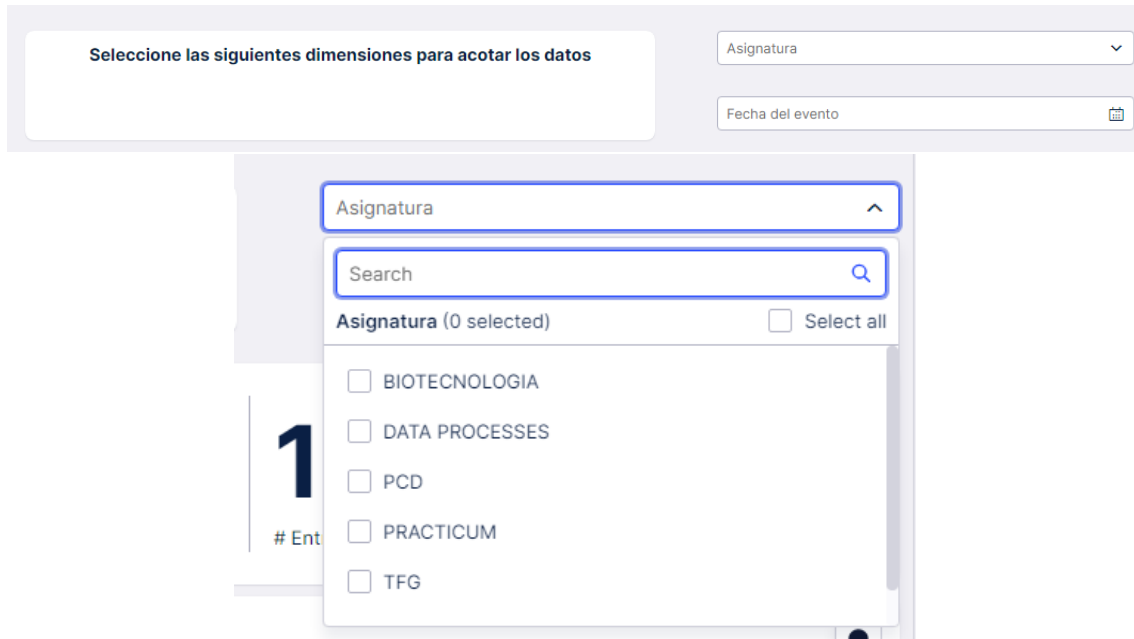 Seleccione las siguientes dimensiones para acotar los datos
Asignatura
Fecha del evento
Asignatura
Search
Asignatura (0 selected)
Select all
BIOTECNOLOGIA
DATA PROCESSES
1
PCD
# Ent
PRACTICUM
TFG